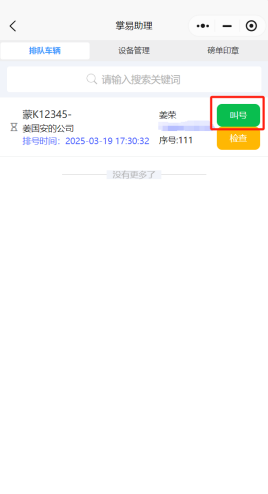 掌易助理
排队车辆 设备管理 磅单印章
请输入搜索关键词
蒙K12345- 姜荣 叫号
姜国安的公司
排号时间：2025-03-19 17:30:32 序号:111 检查
没有更多了